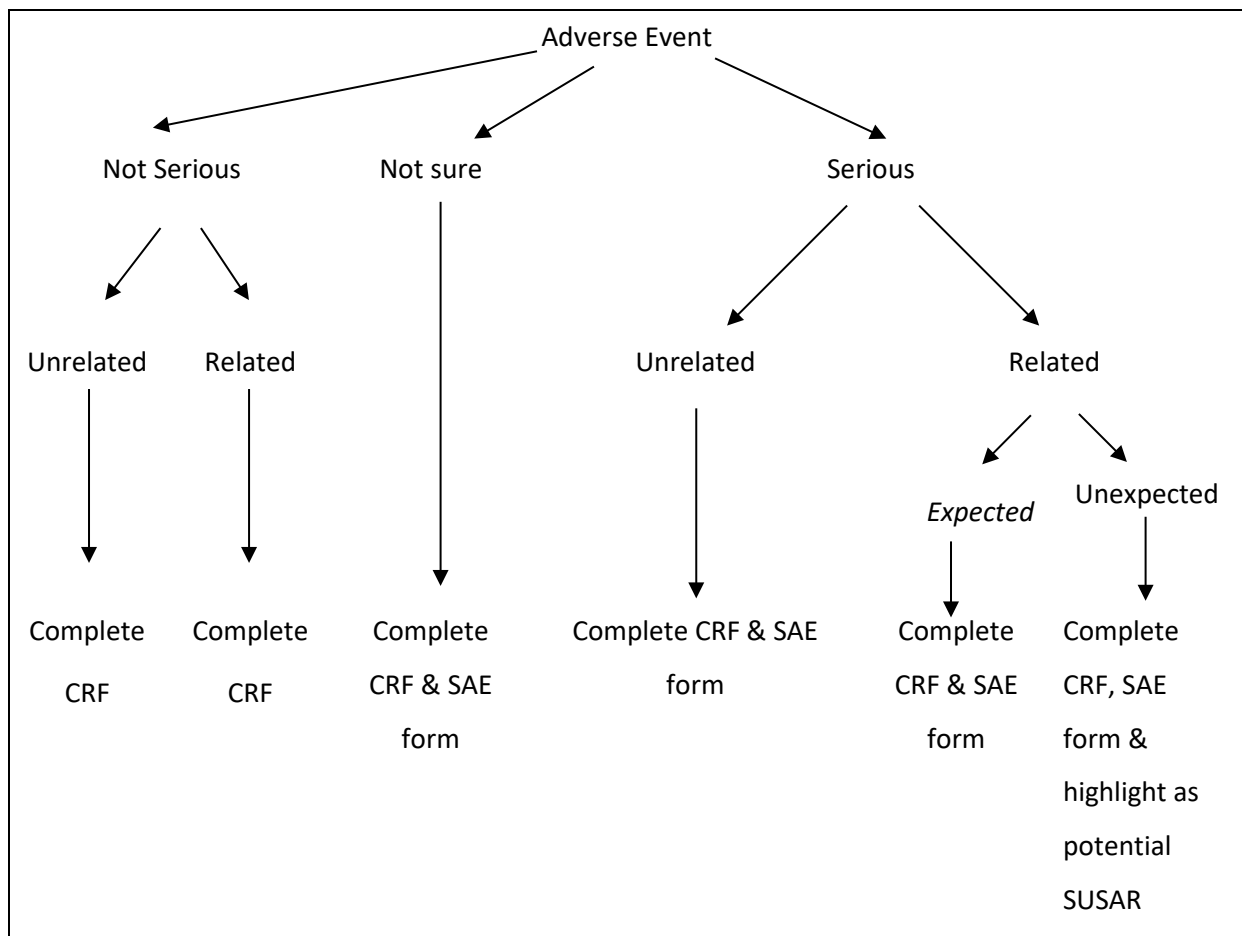 Adverse Event
Not Serious
Not sure
Serious
Unrelated
Related
Unrelated
Related
Expected
Unexpected
Complete
CRF
Complete
CRF
Complete
CRF & SAE
form
Complete CRF & SAE
form
Complete
CRF & SAE
form
Complete
CRF, SAE
form &
highlight as
potential
SUSAR